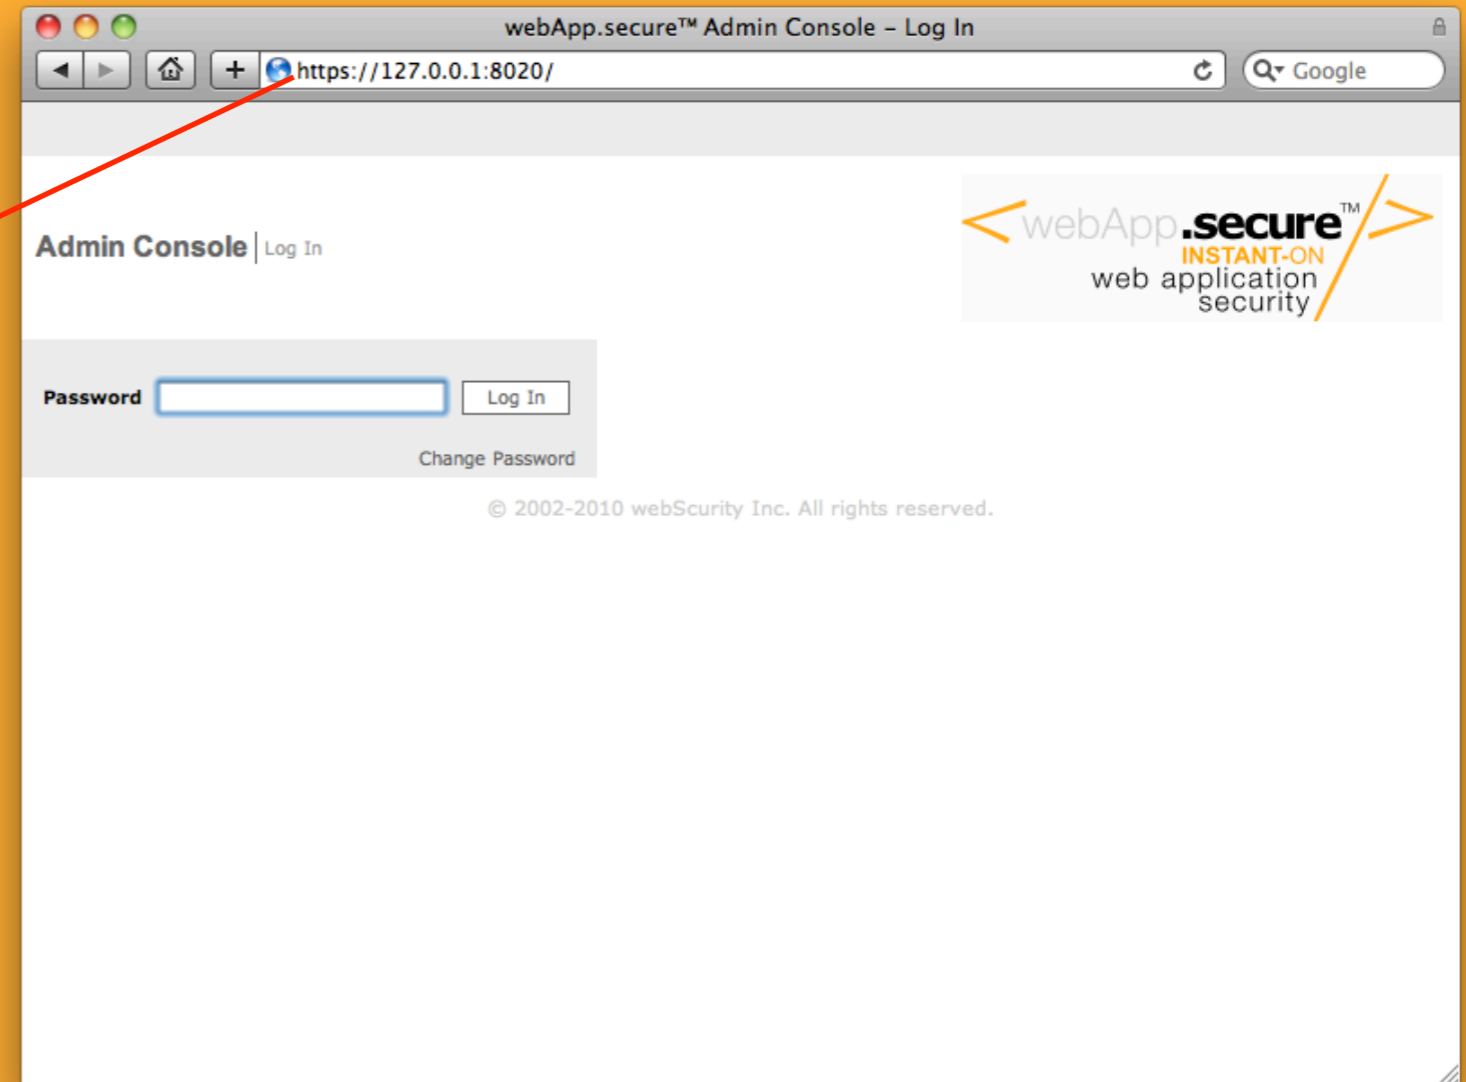 webApp.secure™ Admin Console – Log In
https://127.0.0.1:8020/
Google
Admin Console Log In
<webApp.secure™/>
INSTANT-ON
web application
security
Password Log In
Change Password
© 2002-2010 webScurity Inc. All rights reserved.